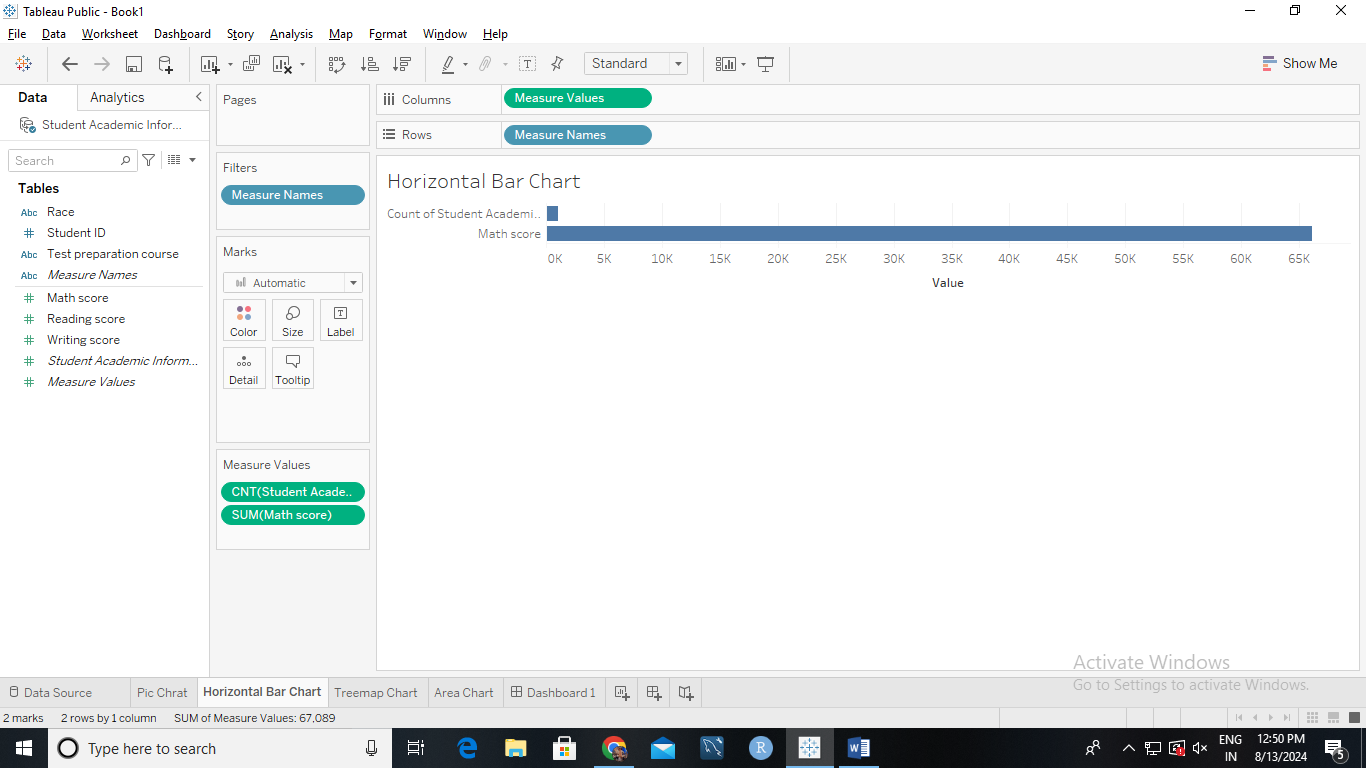 Tableau Public - Book1
File Data Worksheet Dashboard Story Analysis Map Format Window Help
Standard
Show Me
Data Analytics
Student Academic Infor...
Search
Tables
Abc Race
# Student ID
Abc Test preparation course
Abc Measure Names
# Math score
# Reading score
# Writing score
# Student Academic Inform...
# Measure Values
Pages
Filters
Measure Names
Marks
Automatic
Color Size Label
Detail Tooltip
Measure Values
CNT(Student Acade..
SUM(Math score)
Columns Measure Values
Rows Measure Names
Horizontal Bar Chart
Count of Student Academi..
Math score
0K 5K 10K 15K 20K 25K 30K 35K 40K 45K 50K 55K 60K 65K
Value
Activate Windows
Go to Settings to activate Windows.
Data Source Pic Chrat Horizontal Bar Chart Treemap Chart Area Chart Dashboard 1
2 marks 2 rows by 1 column SUM of Measure Values: 67,089
Type here to search
ENG
IN
12:50 PM
8/13/2024
5